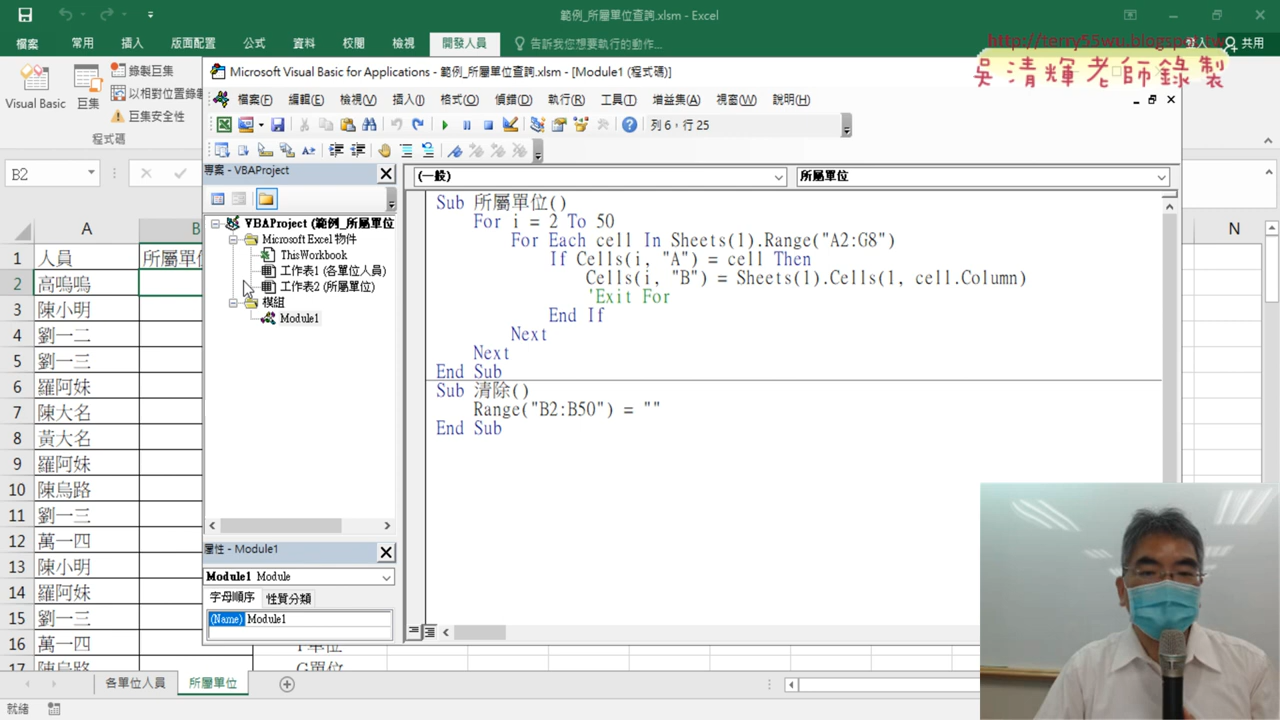 範例_所屬單位查詢.xlsm - Excel
檔案 常用 插入 版面配置 公式 資料 校閱 檢視 開發人員 告訴我您想要執行的動作... 共用
http://terry55wu.blogspot.tw
吳清輝老師錄製
Visual Basic 巨集 錄製巨集
以相對位置錄製
巨集安全性
程式碼
Microsoft Visual Basic for Applications - 範例_所屬單位查詢.xlsm - [Module1 (程式碼)]
檔案(F) 編輯(E) 檢視(V) 插入(I) 格式(O) 偵錯(D) 執行(R) 工具(T) 增益集(A) 視窗(W) 說明(H)
列 6，行 25
專案 - VBAProject
VBAProject (範例_所屬單位
Microsoft Excel 物件
ThisWorkbook
工作表1 (各單位人員)
工作表2 (所屬單位)
模組
Module1
屬性 - Module1
Module1 Module
字母順序 性質分類
(Name) Module1
(一般) 所屬單位
Sub 所屬單位()
For i = 2 To 50
For Each cell In Sheets(1).Range("A2:G8")
If Cells(i, "A") = cell Then
Cells(i, "B") = Sheets(1).Cells(1, cell.Column)
'Exit For
End If
Next
Next
End Sub
Sub 清除()
Range("B2:B50") = ""
End Sub
B2
A B N
1 人員 所屬單位
2 高嗚嗚
3 陳小明
4 劉一二
5 劉一三
6 羅阿妹
7 陳大名
8 黃大名
9 羅阿妹
10 陳烏路
11 劉一三
12 萬一四
13 陳小明
14 羅阿妹
15 劉一三
16 萬一四
17 陳烏路
G單位
各單位人員 所屬單位
就緒